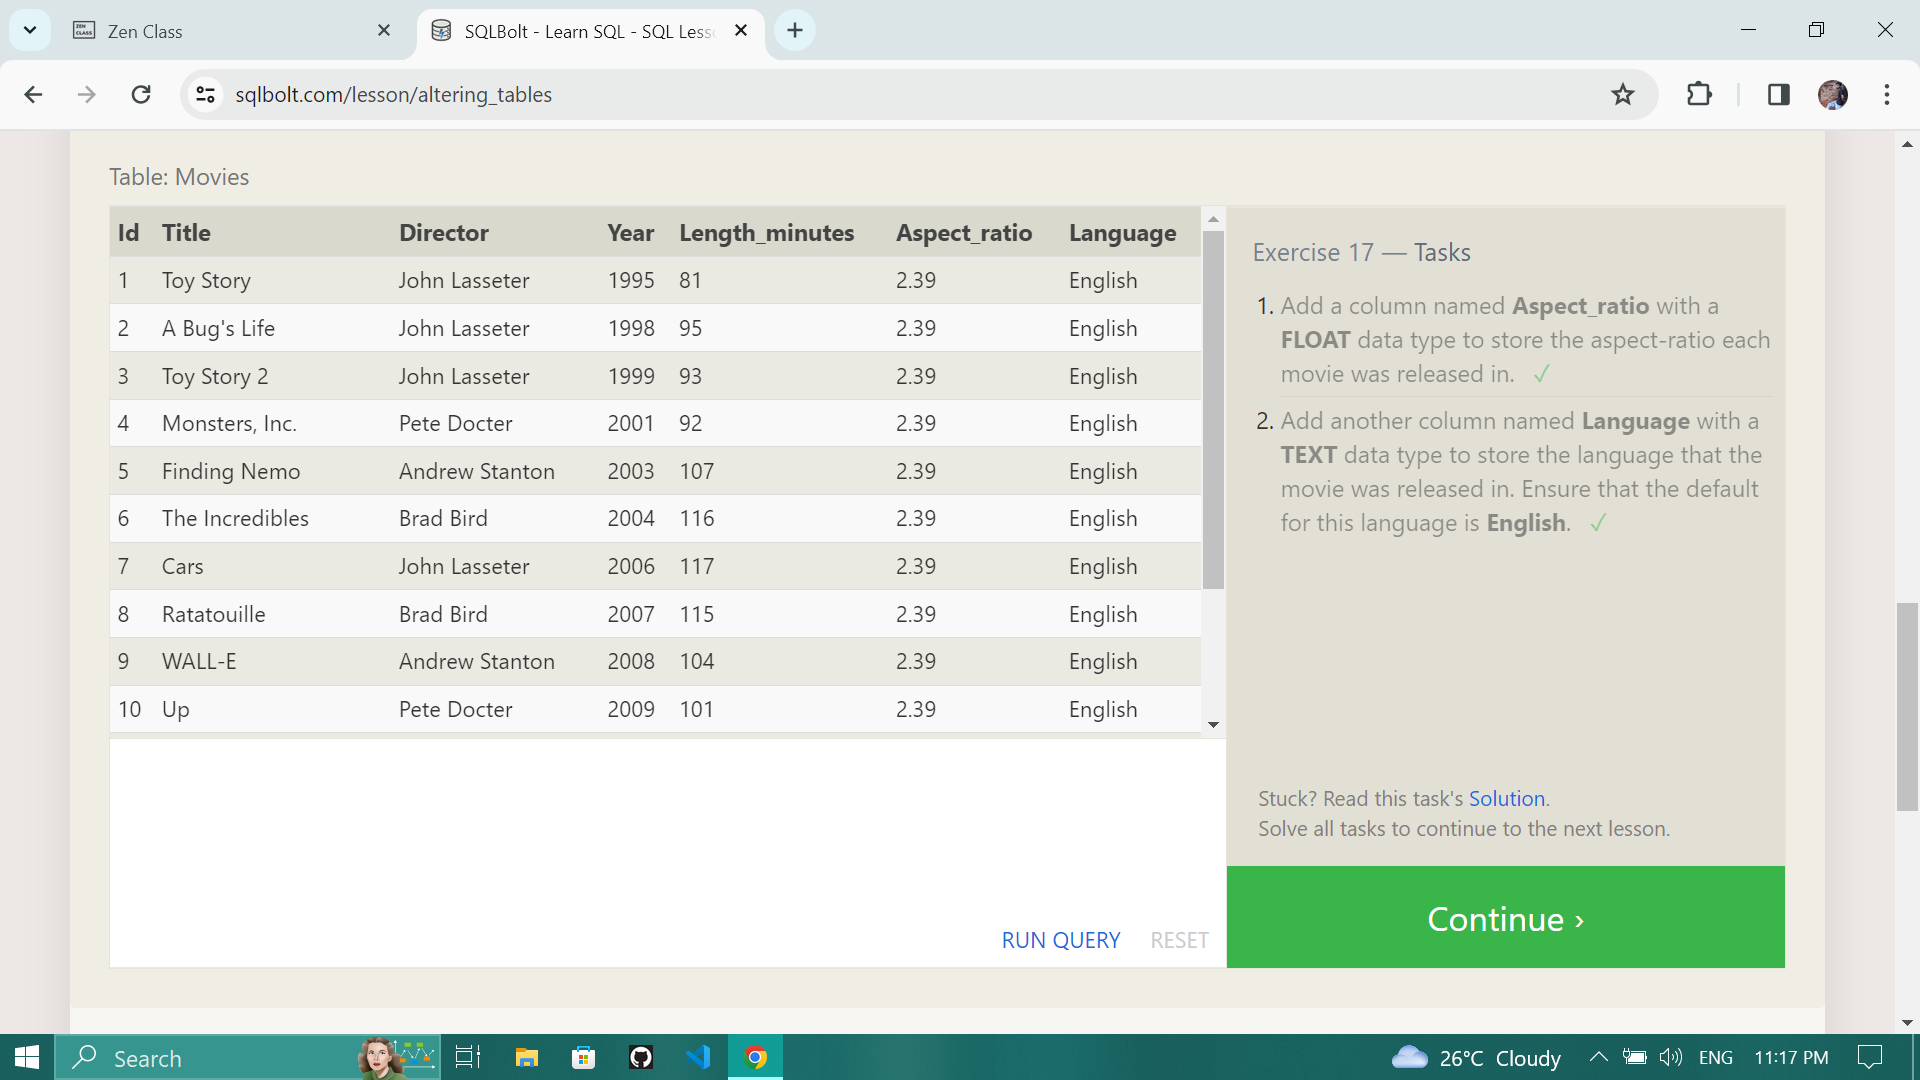 Zen Class
SQLBolt - Learn SQL - SQL Less
sqlbolt.com/lesson/altering_tables
Table: Movies
Id Title Director Year Length_minutes Aspect_ratio Language
1 Toy Story John Lasseter 1995 81 2.39 English
2 A Bug's Life John Lasseter 1998 95 2.39 English
3 Toy Story 2 John Lasseter 1999 93 2.39 English
4 Monsters, Inc. Pete Docter 2001 92 2.39 English
5 Finding Nemo Andrew Stanton 2003 107 2.39 English
6 The Incredibles Brad Bird 2004 116 2.39 English
7 Cars John Lasseter 2006 117 2.39 English
8 Ratatouille Brad Bird 2007 115 2.39 English
9 WALL-E Andrew Stanton 2008 104 2.39 English
10 Up Pete Docter 2009 101 2.39 English
RUN QUERY RESET
Exercise 17 — Tasks
1. Add a column named Aspect_ratio with a
FLOAT data type to store the aspect-ratio each
movie was released in. ✓
2. Add another column named Language with a
TEXT data type to store the language that the
movie was released in. Ensure that the default
for this language is English. ✓
Stuck? Read this task's Solution.
Solve all tasks to continue to the next lesson.
Continue ›
Search
26°C Cloudy
ENG
11:17 PM